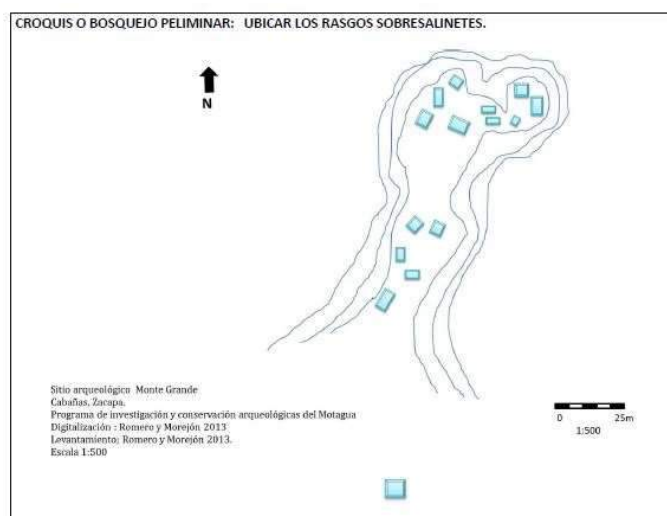 CROQUIS O BOSQUEJO PELIMINAR: UBICAR LOS RASGOS SOBRESALINETES.
N
Sitio arqueológico Monte Grande
Cabañas, Zacapa.
Programa de investigación y conservación arqueológicas del Motagua
Digitalización : Romero y Morejón 2013
Levantamiento; Romero y Morejón 2013.
Escala 1:500
0 25m
1:500